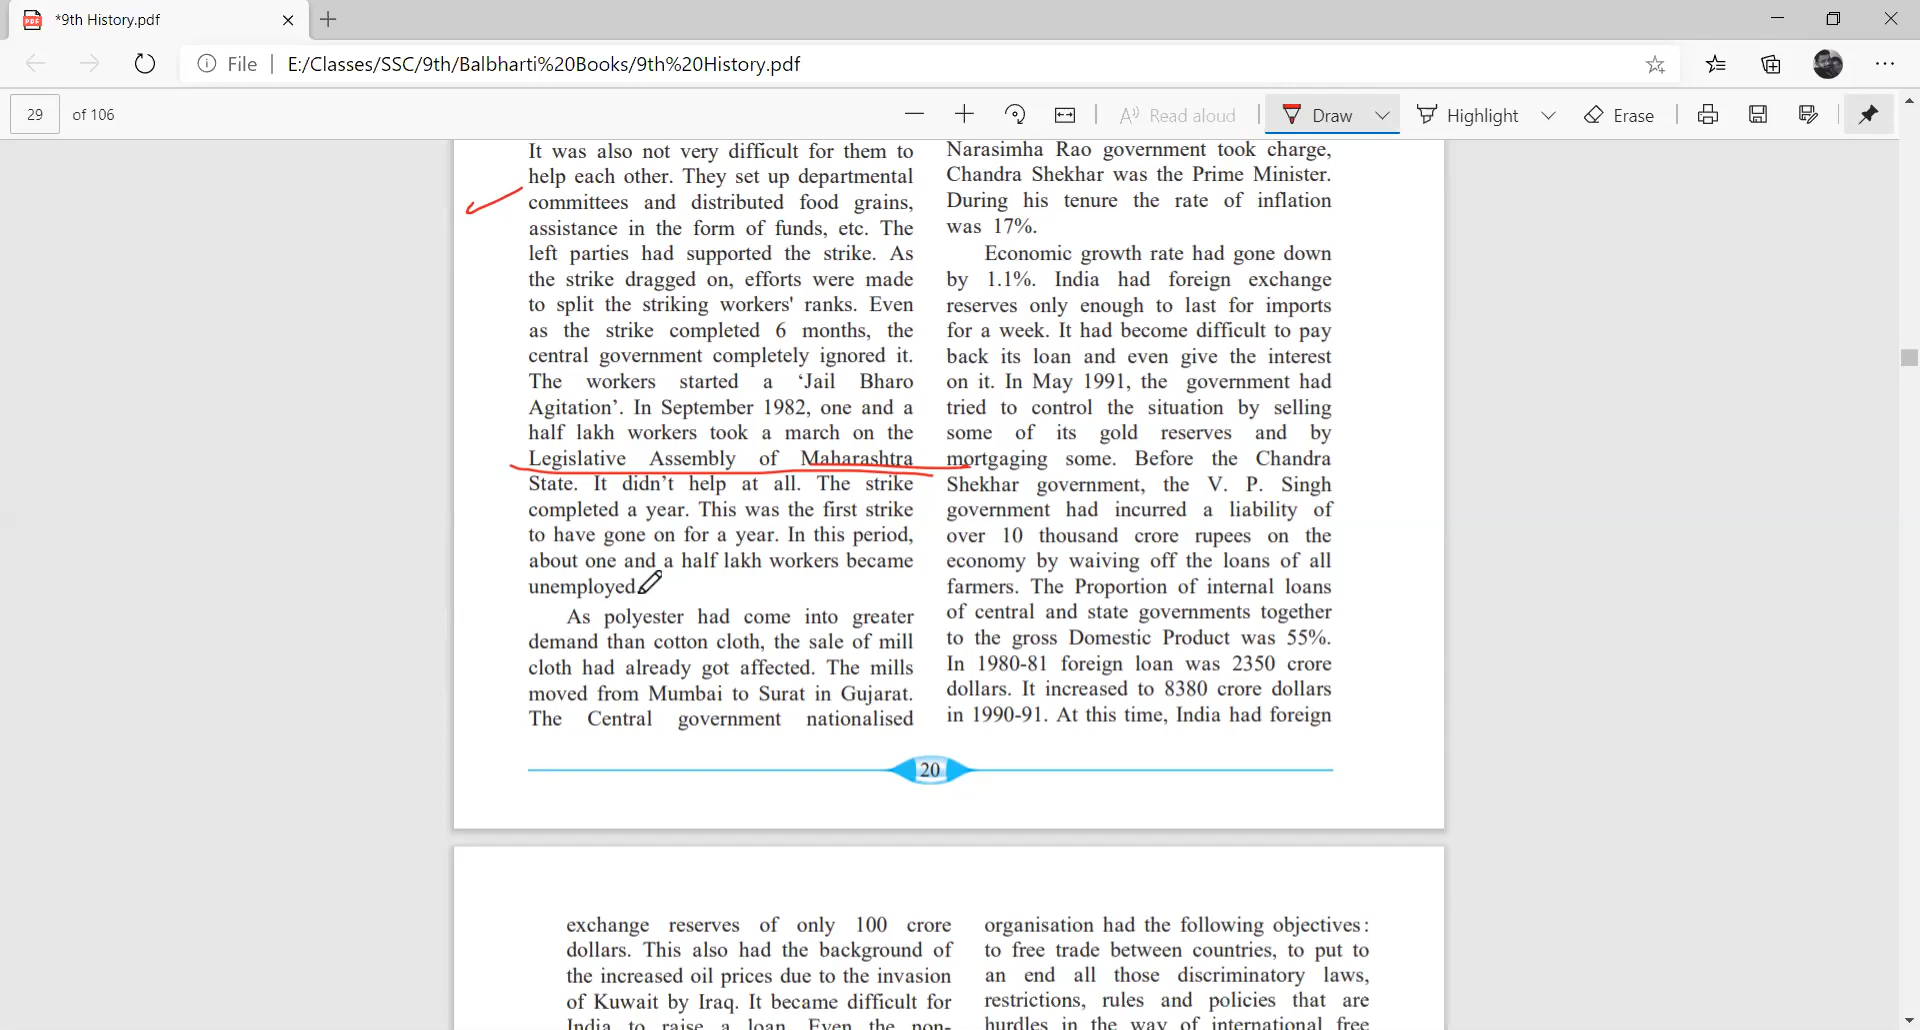 *9th History.pdf
File | E:/Classes/SSC/9th/Balbharti%20Books/9th%20History.pdf
29 of 106
Read aloud
Draw
Highlight
Erase
It was also not very difficult for them to
help each other. They set up departmental
committees and distributed food grains,
assistance in the form of funds, etc. The
left parties had supported the strike. As
the strike dragged on, efforts were made
to split the striking workers' ranks. Even
as the strike completed 6 months, the
central government completely ignored it.
The workers started a ‘Jail Bharo
Agitation’. In September 1982, one and a
half lakh workers took a march on the
Legislative Assembly of Maharashtra
State. It didn’t help at all. The strike
completed a year. This was the first strike
to have gone on for a year. In this period,
about one and a half lakh workers became
unemployed
As polyester had come into greater
demand than cotton cloth, the sale of mill
cloth had already got affected. The mills
moved from Mumbai to Surat in Gujarat.
The Central government nationalised
Narasimha Rao government took charge,
Chandra Shekhar was the Prime Minister.
During his tenure the rate of inflation
was 17%.
Economic growth rate had gone down
by 1.1%. India had foreign exchange
reserves only enough to last for imports
for a week. It had become difficult to pay
back its loan and even give the interest
on it. In May 1991, the government had
tried to control the situation by selling
some of its gold reserves and by
mortgaging some. Before the Chandra
Shekhar government, the V. P. Singh
government had incurred a liability of
over 10 thousand crore rupees on the
economy by waiving off the loans of all
farmers. The Proportion of internal loans
of central and state governments together
to the gross Domestic Product was 55%.
In 1980-81 foreign loan was 2350 crore
dollars. It increased to 8380 crore dollars
in 1990-91. At this time, India had foreign
20
exchange reserves of only 100 crore
dollars. This also had the background of
the increased oil prices due to the invasion
of Kuwait by Iraq. It became difficult for
India to raise a loan. Even the non-
organisation had the following objectives:
to free trade between countries, to put to
an end all those discriminatory laws,
restrictions, rules and policies that are
hurdles in the way of international free